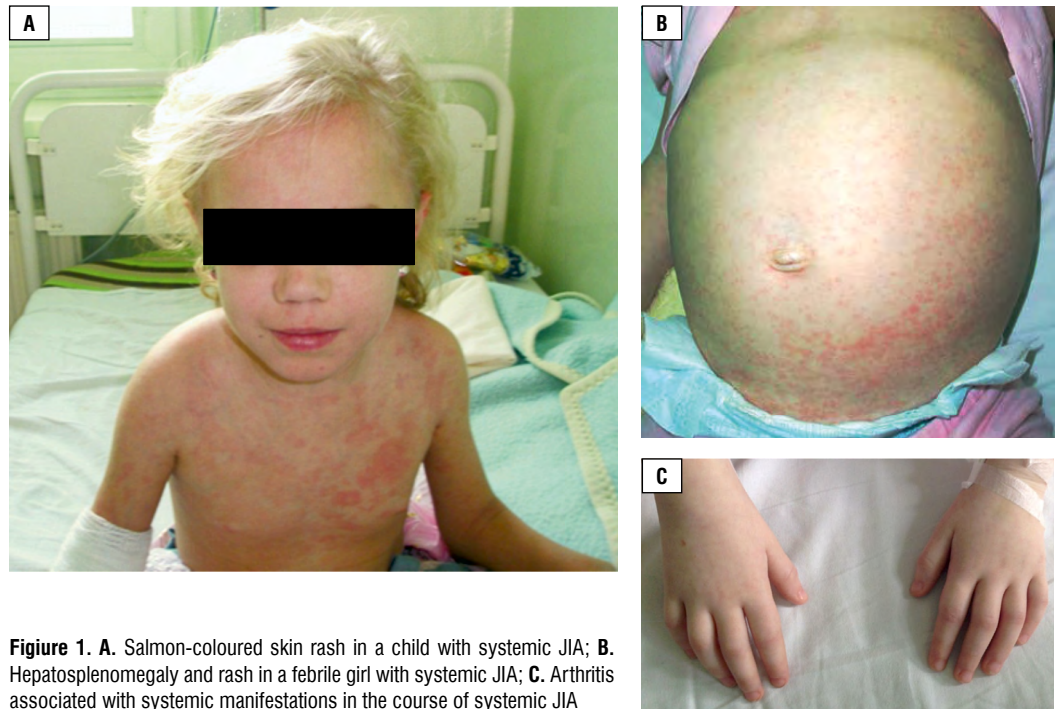 A
B
C
Figiure 1. A. Salmon-coloured skin rash in a child with systemic JIA; B.
Hepatosplenomegaly and rash in a febrile girl with systemic JIA; C. Arthritis
associated with systemic manifestations in the course of systemic JIA